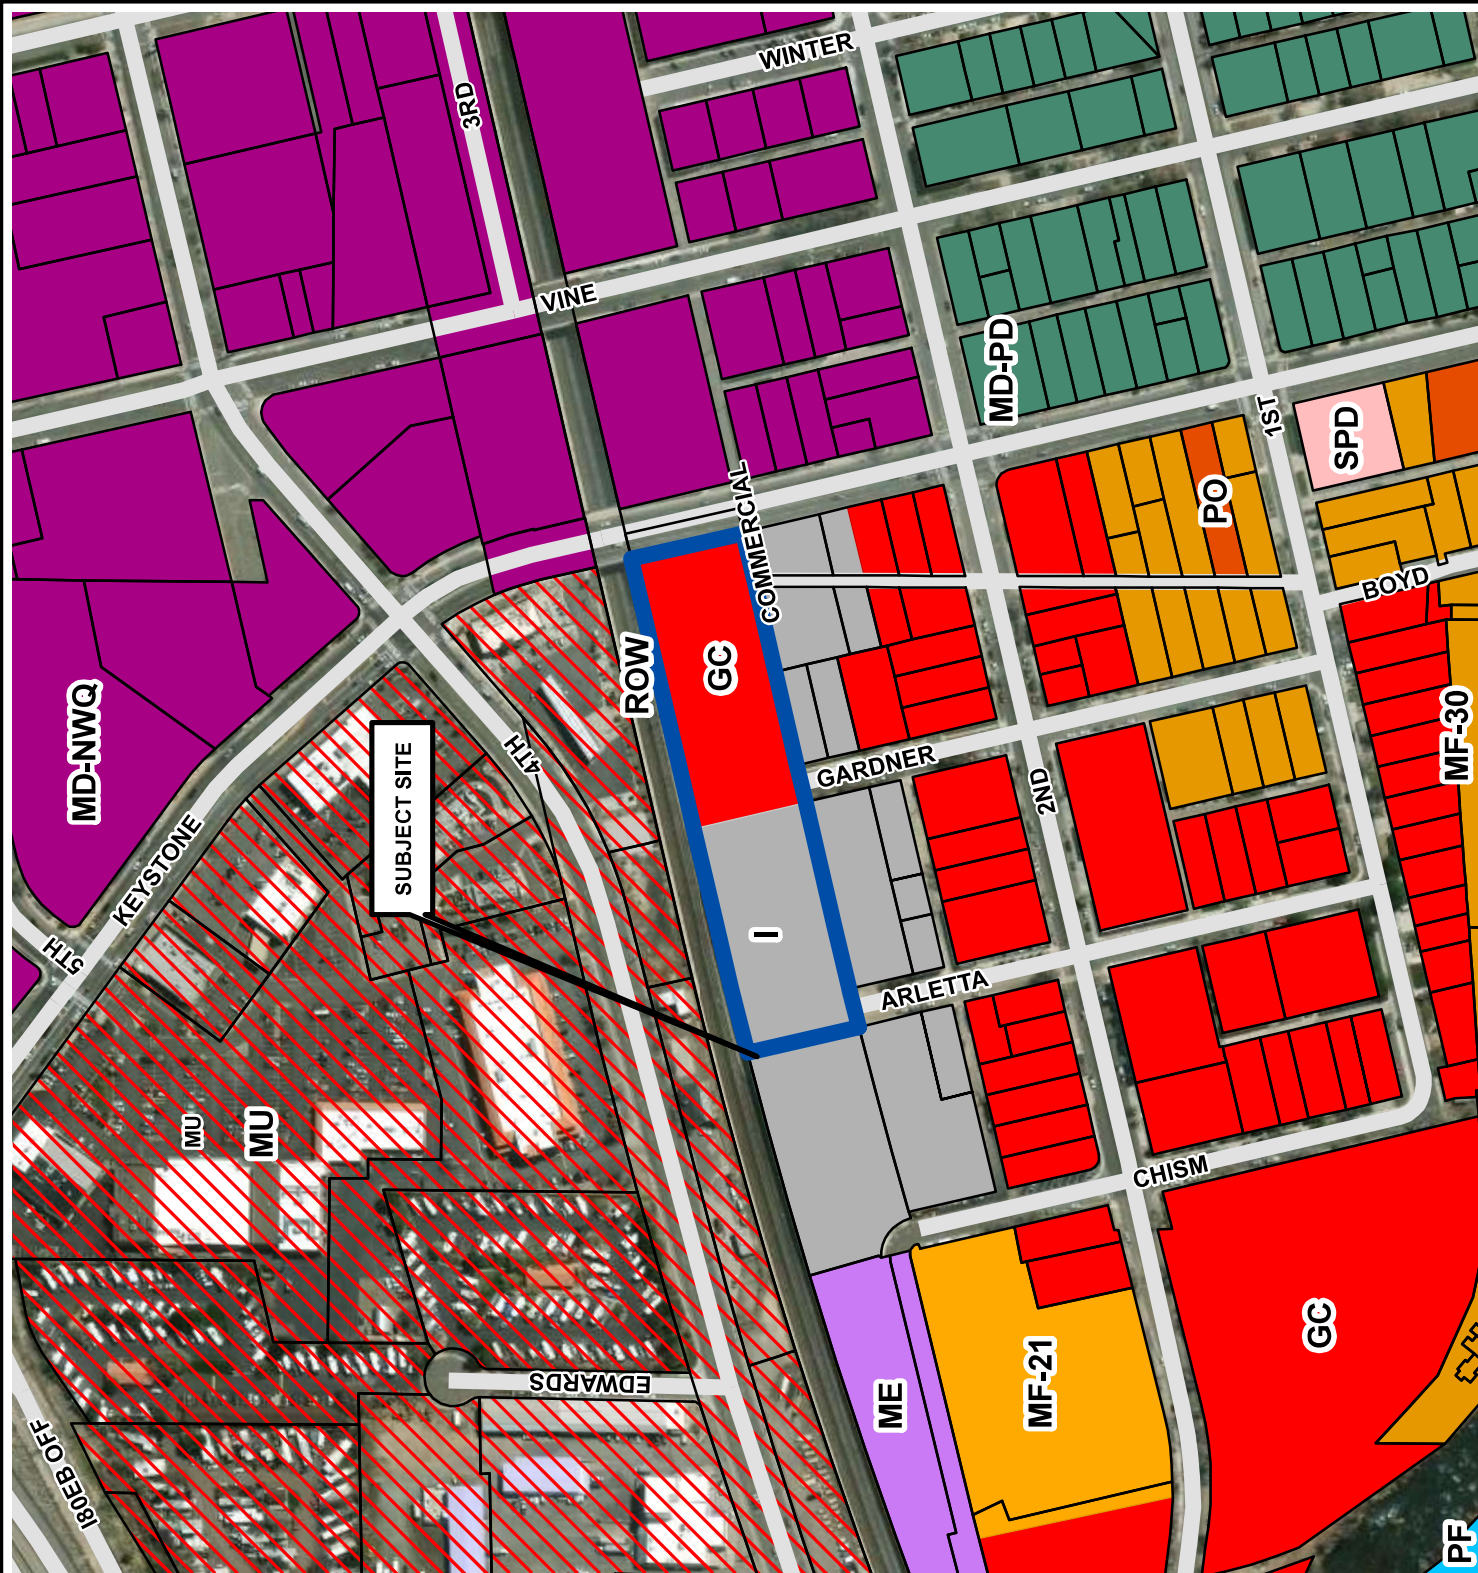 WINTER
3RD
VINE
MD-PD
1ST
SPD
COMMERCIAL
PO
BOYD
ROW
GC
MD-NWQ
SUBJECT SITE
4TH
GARDNER
2ND
MF-30
KEYSTONE
5TH
I
ARLETTA
MU
MU
CHISM
GC
EDWARDS
ME
MF-21
I80EB OFF
PF